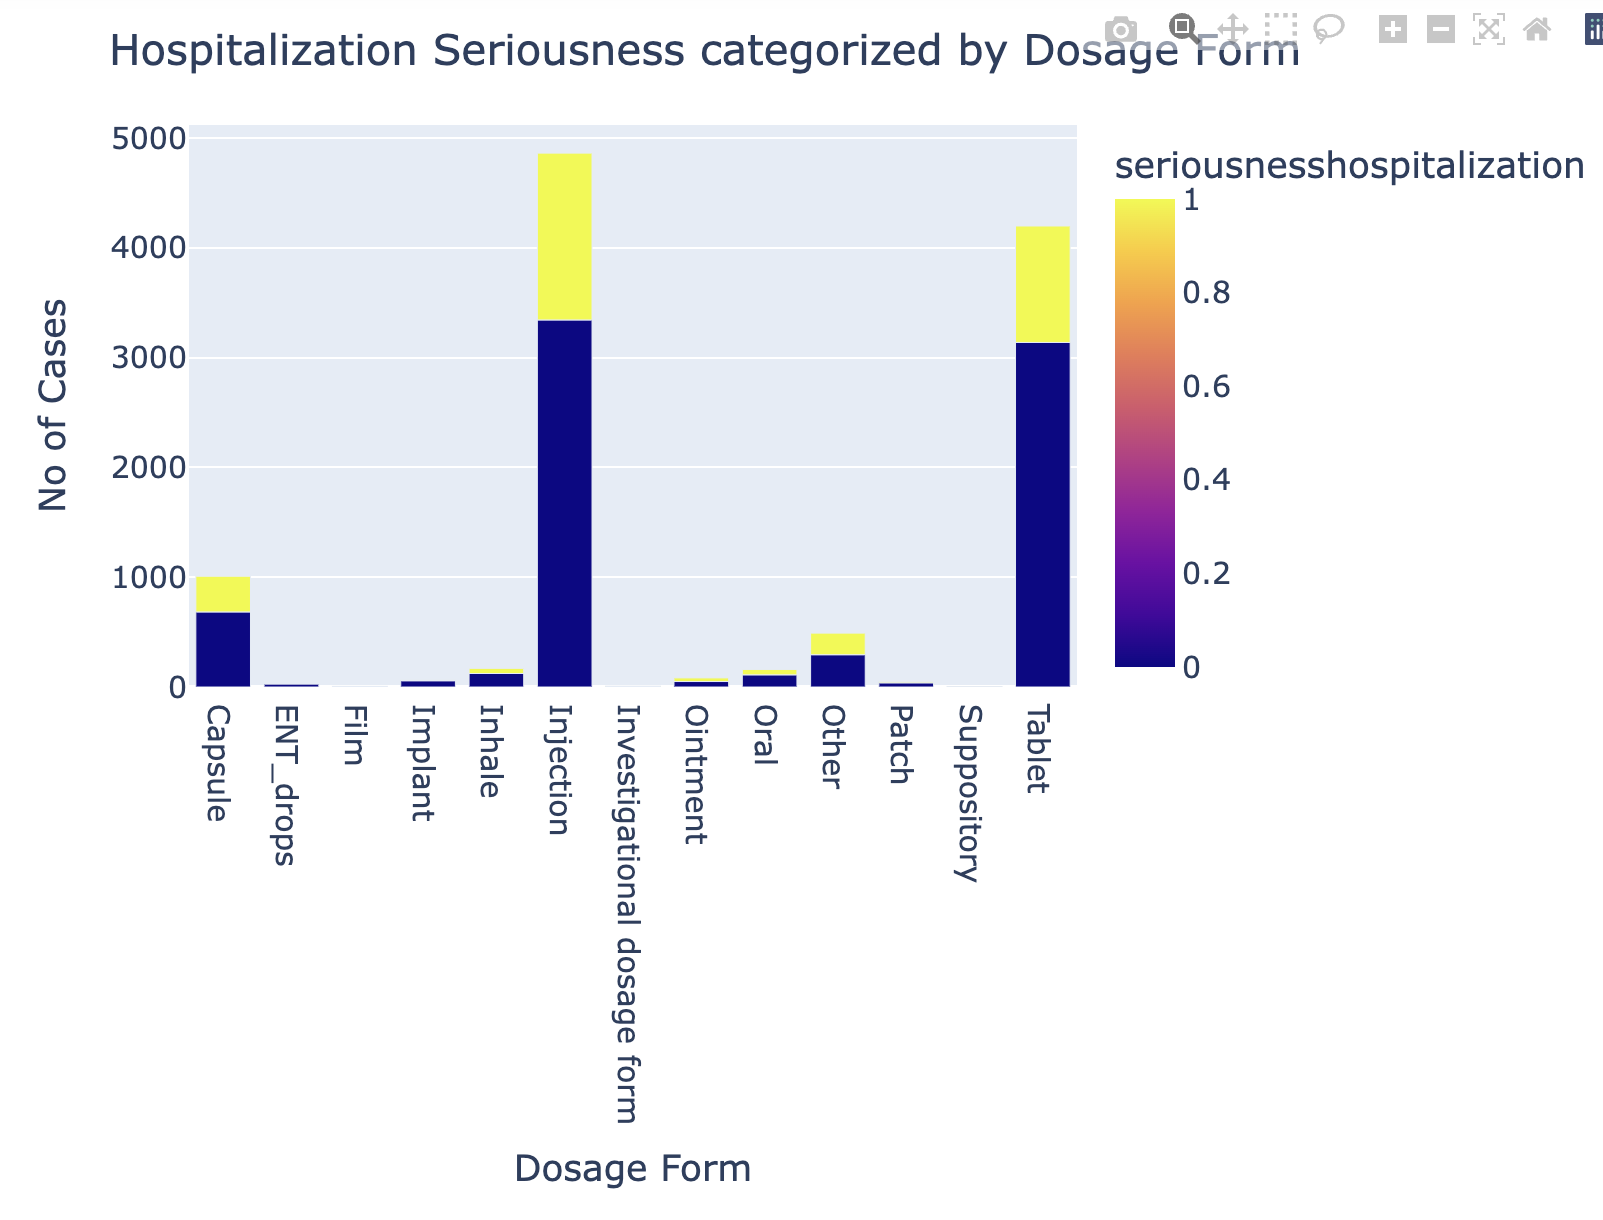 Hospitalization Seriousness categorized by Dosage Form
seriousnesshospitalization
1
0.8
0.6
0.4
0.2
0
No of Cases
5000
4000
3000
2000
1000
0
Capsule
ENT_drops
Film
Implant
Inhale
Injection
Investigational dosage form
Ointment
Oral
Other
Patch
Suppository
Tablet
Dosage Form